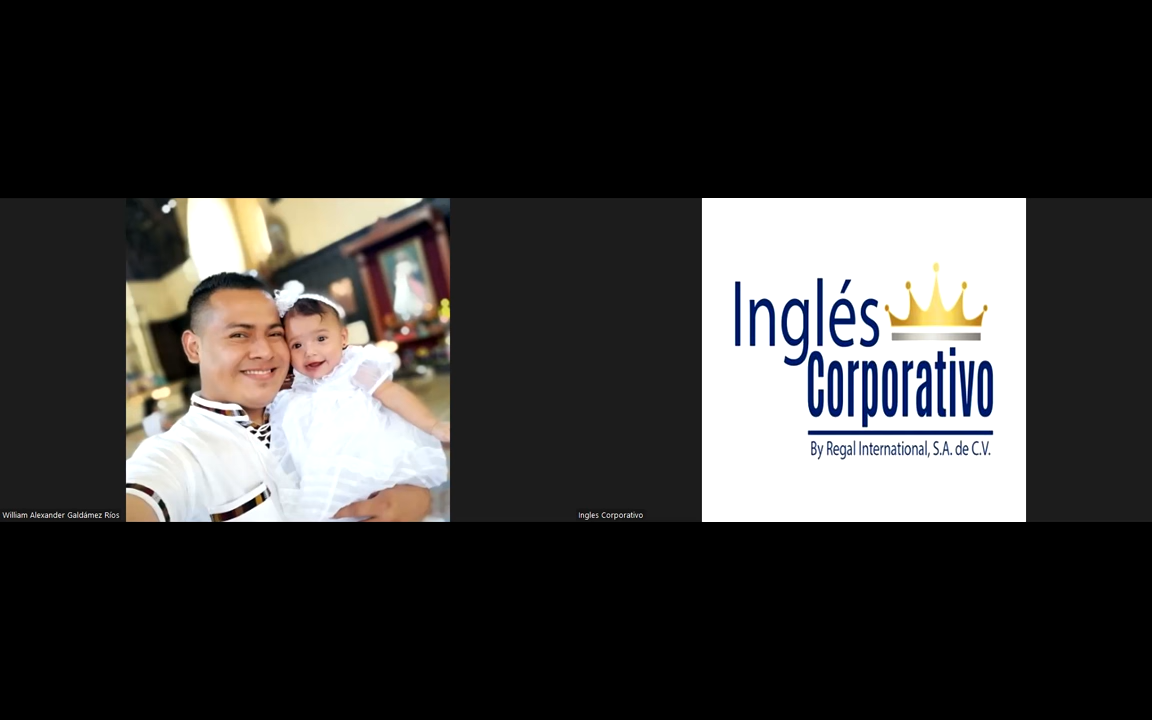 Inglés
Corporativo
By Regal International, S.A. de C.V.
William Alexander Galdámez Ríos
Ingles Corporativo